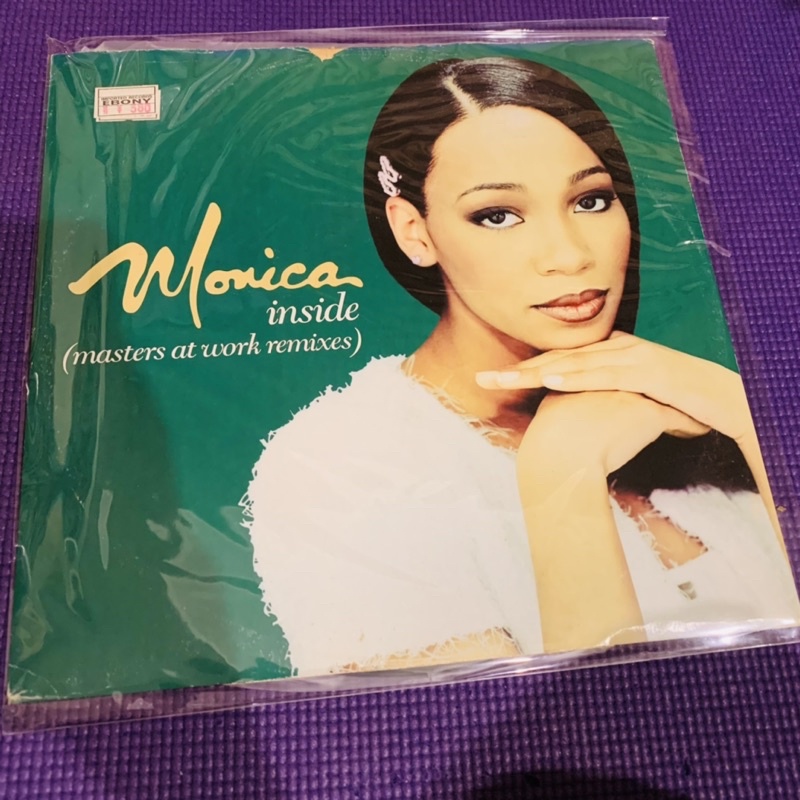 EBONY
Monica
inside
(masters at work remixes)